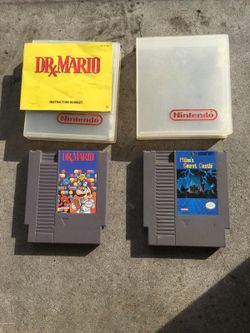 DR. MARIO
INSTRUCTION BOOKLET
Nintendo
Nintendo
DR. MARIO
Milon's
Secret Castle